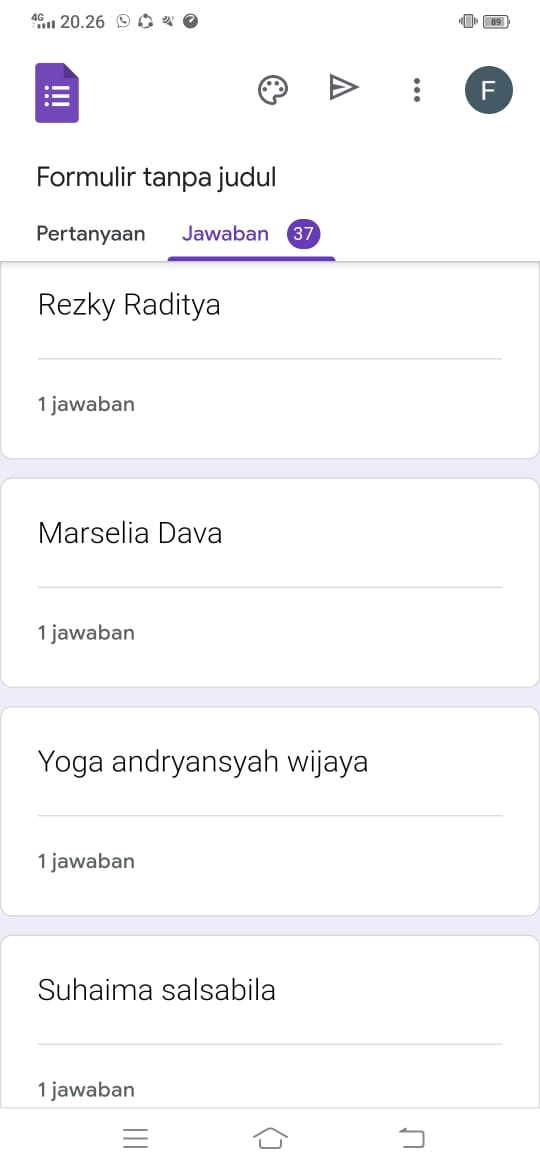 4G 20.26 89
F
Formulir tanpa judul
Pertanyaan Jawaban 37
Rezky Raditya
1 jawaban
Marselia Dava
1 jawaban
Yoga andryansyah wijaya
1 jawaban
Suhaima salsabila
1 jawaban